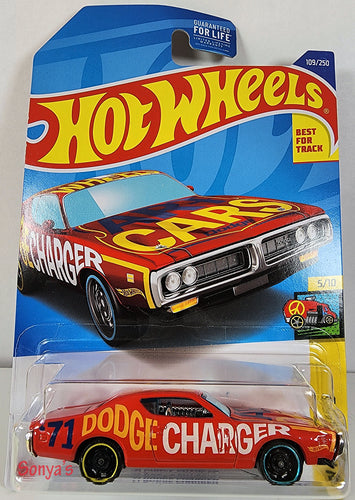 GUARANTEED
FOR LIFE
109/250
HOT WHEELS
BEST
FOR
TRACK
CARS
CHARGER
5/10
71 DODGE CHARGER
Sonya's